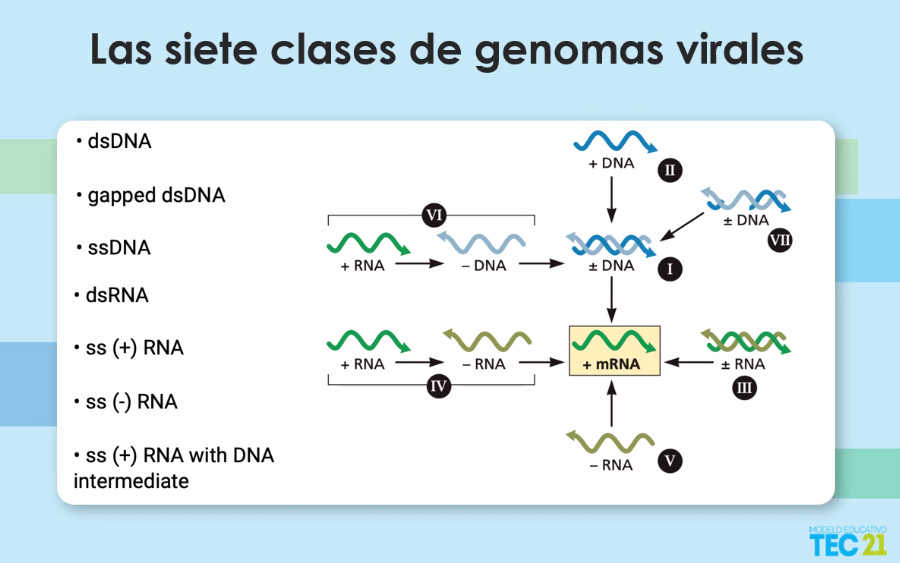 Las siete clases de genomas virales
• dsDNA
• gapped dsDNA
• ssDNA
• dsRNA
• ss (+) RNA
• ss (-) RNA
• ss (+) RNA with DNA
intermediate
+ DNA
II
± DNA
VII
VI
+ RNA
– DNA
± DNA
I
+ RNA
– RNA
IV
+ mRNA
± RNA
III
– RNA
V
MODELO EDUCATIVO
TEC 21